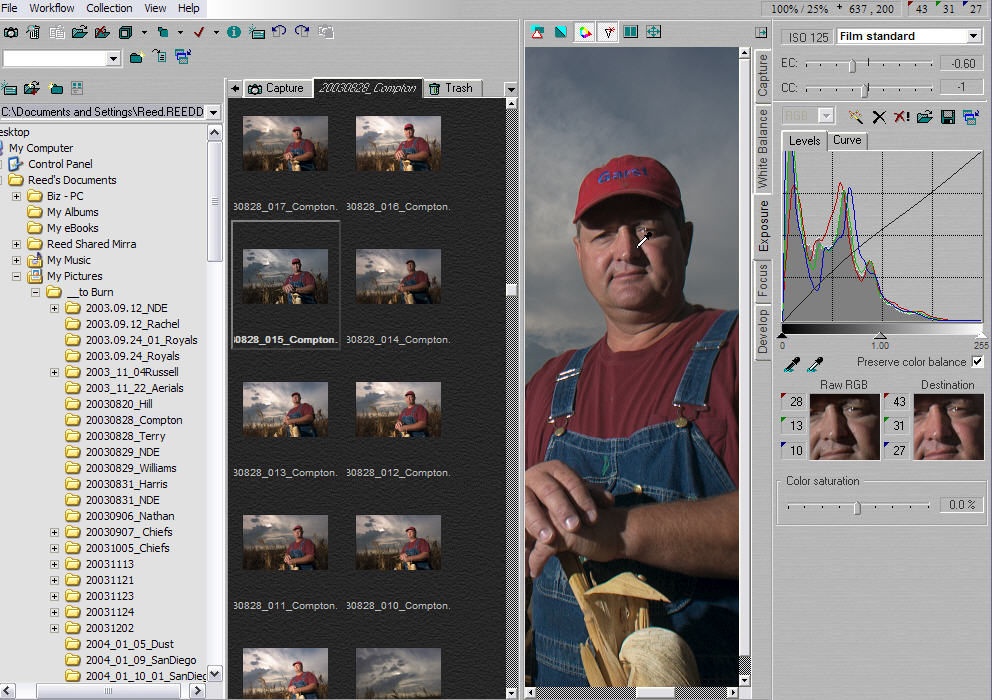 File Workflow Collection View Help
100% / 25% + 637 , 200 43 31 27
ISO 125 Film standard
EC: -0.60
CC: -1
C:\Documents and Settings\Reed.REEDD
Capture 20030828_Compton Trash
RGB
Levels Curve
esktop
My Computer
Control Panel
Reed's Documents
Biz - PC
My Albums
My eBooks
Reed Shared Mirra
My Music
My Pictures
__to Burn
2003.09.12_NDE
2003.09.12_Rachel
2003.09.24_01_Royals
2003.09.24_Royals
2003_11_04Russell
2003_11_22_Aerials
20030820_Hill
20030828_Compton
20030828_Terry
20030829_NDE
20030829_Williams
20030831_Harris
20030831_NDE
20030906_Nathan
20030907_ Chiefs
20031005_Chiefs
20031113
20031121
20031123
20031124
20031202
2004_01_05_Dust
2004_01_09_SanDiego
2004_01_10_01_SanDieg
30828_017_Compton. 30828_016_Compton.
30828_015_Compton. 30828_014_Compton.
30828_013_Compton. 30828_012_Compton.
30828_011_Compton. 30828_010_Compton.
Capture
White Balance
Exposure
Focus
Develop
0 1.00 255
Preserve color balance
Raw RGB Destination
28 43
13 31
10 27
Color saturation
0.0 %